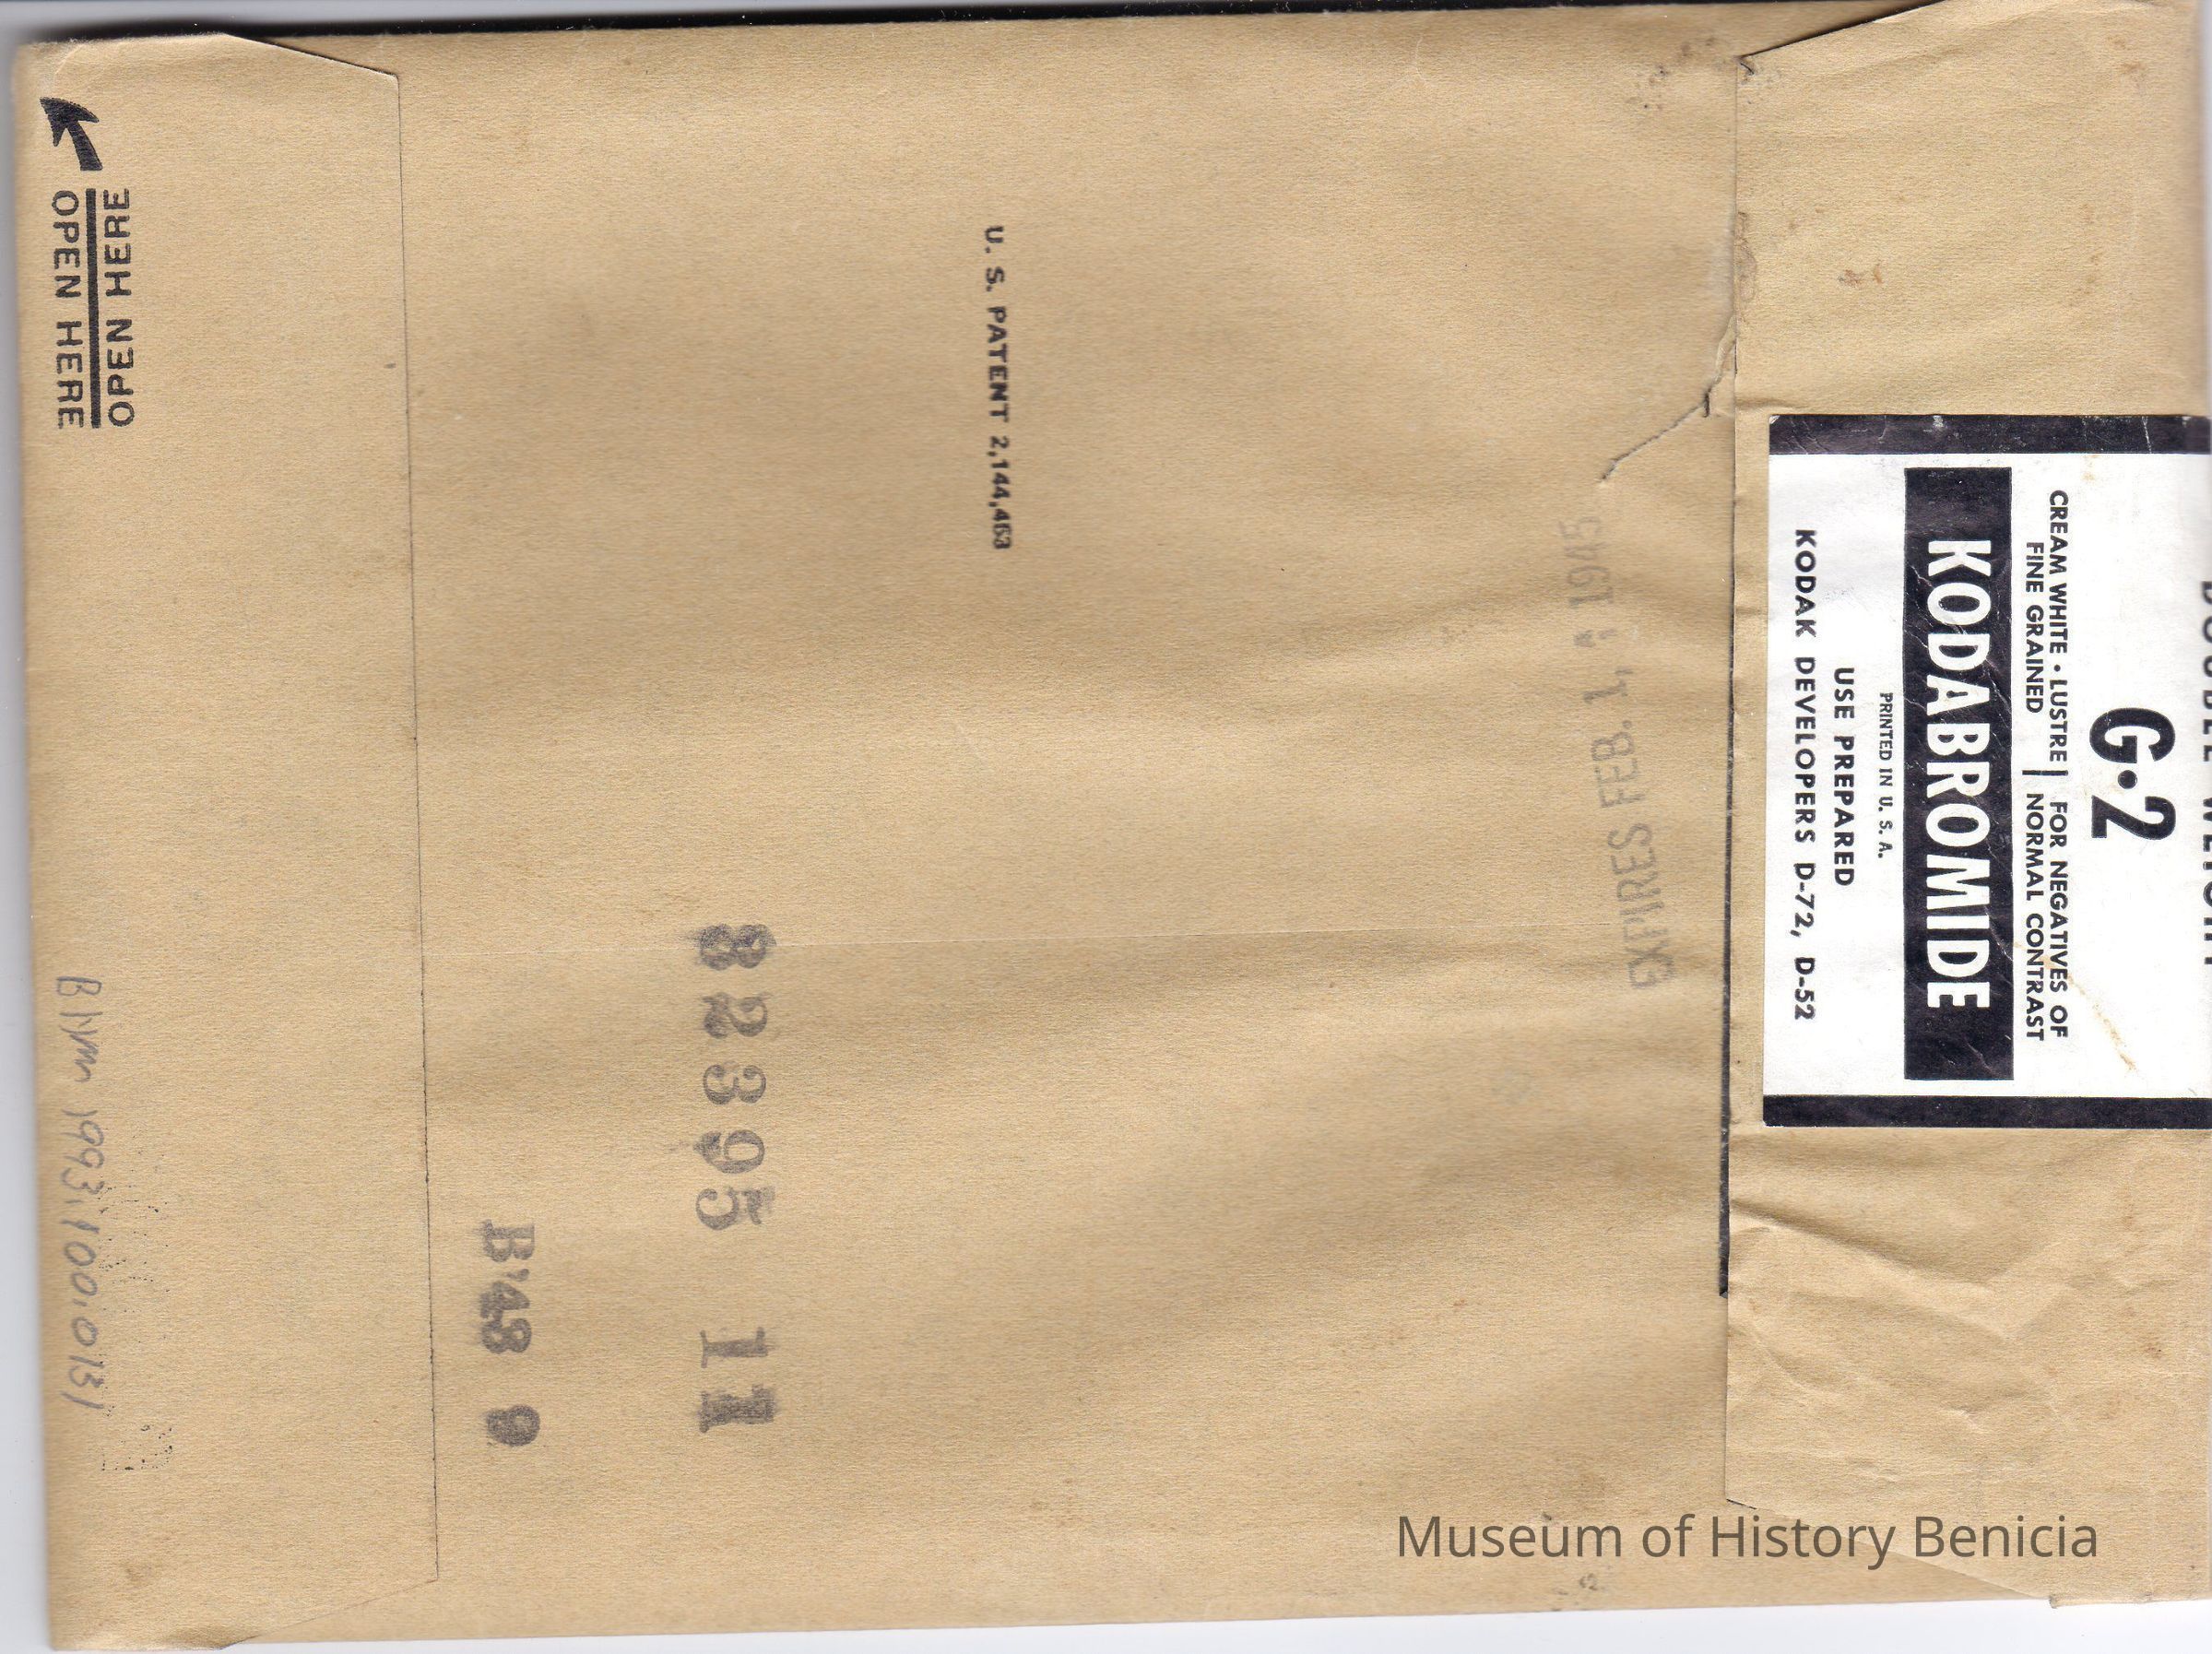 OPEN HERE
OPEN HERE
U. S. PATENT 2,144,463
EXPIRES FEB. 1, 1945
82395 11
B'48 9
1993.100.0131
G•2
CREAM WHITE • LUSTRE | FOR NEGATIVES OF
FINE GRAINED | NORMAL CONTRAST
KODABROMIDE
PRINTED IN U. S. A.
USE PREPARED
KODAK DEVELOPERS D-72, D-52
Museum of History Benicia